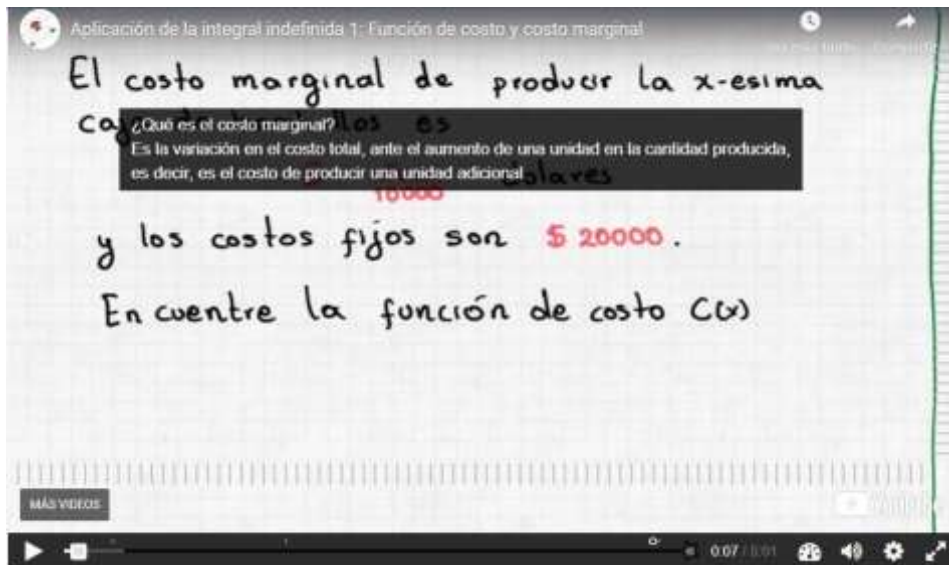 Aplicación de la integral indefinida 1: Función de costo y costo marginal
El costo marginal de producir la x-esima
¿Qué es el costo marginal?
Es la variación en el costo total, ante el aumento de una unidad en la cantidad producida,
es decir, es el costo de producir una unidad adicional
10000
y los costos fijos son $ 20000.
Encuentre la función de costo C(x)
MÁS VIDEOS
0:07